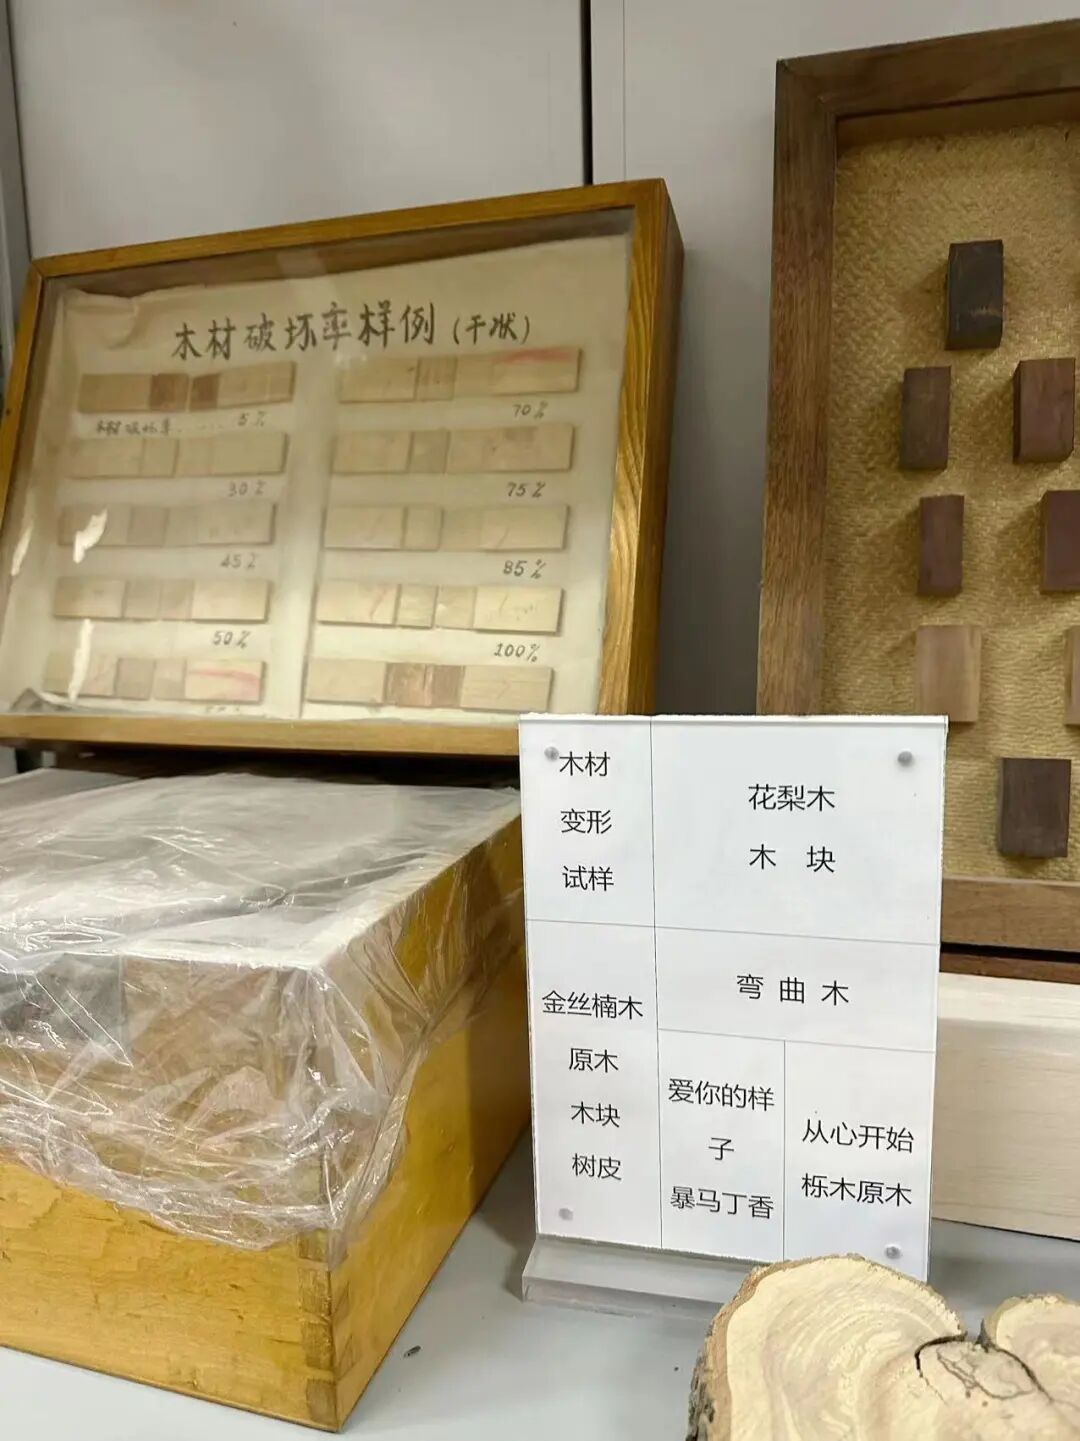 木材破坏率样例(干状)
木材破坏率......5%
30%
45%
50%
70%
75%
85%
100%
木材
变形
试样
花梨木
木 块
弯 曲 木
金丝楠木
原木
木块
树皮
爱你的样
子
暴马丁香
从心开始
栎木原木